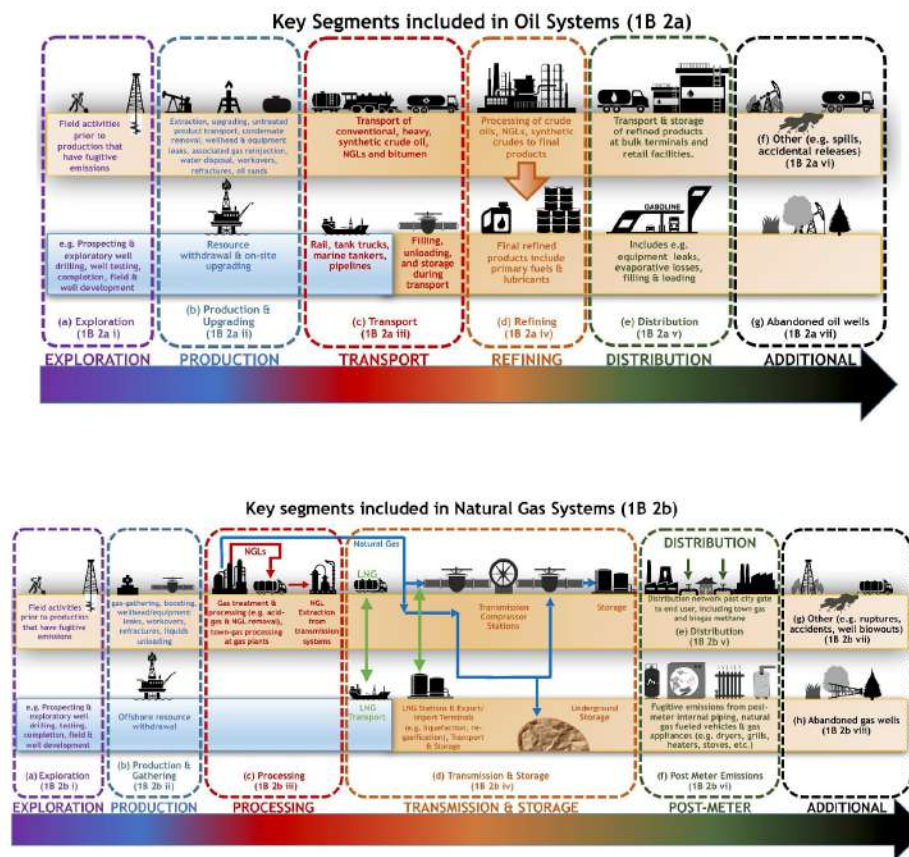 Key Segments included in Oil Systems (1B 2a)
Field activities
prior to
production that
have fugitive
emissions
Extraction, upgrading, untreated
product transport, condensate
removal, wellhead & equipment
leaks, associated gas reinjection,
water disposal, workovers,
refractures, oil sands
Transport of
conventional, heavy,
synthetic crude oil,
NGLs and bitumen
Processing of crude
oils, NGLs, synthetic
crudes to final
products
Transport & storage
of refined products
at bulk terminals and
retail facilities.
(f) Other (e.g. spills,
accidental releases)
(1B 2a vi)
GASOLINE
e.g. Prospecting &
exploratory well
drilling, well testing,
completion, field &
well development
Resource
withdrawal & on-site
upgrading
Rail, tank trucks,
marine tankers,
pipelines
Filling,
unloading,
and storage
during
transport
Final refined
products include
primary fuels &
lubricants
Includes e.g.
equipment leaks,
evaporative losses,
filling & loading
(a) Exploration
(1B 2a i)
(b) Production &
Upgrading
(1B 2a ii)
(c) Transport
(1B 2a iii)
(d) Refining
(1B 2a iv)
(e) Distribution
(1B 2a v)
(g) Abandoned oil wells
(1B 2a vii)
EXPLORATION
PRODUCTION
TRANSPORT
REFINING
DISTRIBUTION
ADDITIONAL
Key segments included in Natural Gas Systems (1B 2b)
NGLs
Natural Gas
LNG
DISTRIBUTION
Field activities
prior to production
that have fugitive
emissions
gas-gathering, boosting,
wellhead/equipment
leaks, workovers,
refractures, liquids
unloading
Gas treatment &
processing (e.g. acid-
gas & NGL removal),
town-gas processing
at gas plants
NGL
Extraction
from
transmission
systems
Transmission
Compressor
Stations
Storage
Distribution network past city gate
to end user, including town gas
and biogas methane
(e) Distribution
(1B 2b v)
(g) Other (e.g. ruptures,
accidents, well blowouts)
(1B 2b vii)
e.g. Prospecting &
exploratory well
drilling, testing,
completion, field &
well development
Offshore resource
withdrawal
LNG
Transport
LNG Stations & Export/
Import Terminals
(e.g. liquefaction, re-
gasification), Transport
& Storage
Underground
Storage
Fugitive emissions from post-
meter internal piping, natural
gas fueled vehicles & gas
appliances (e.g. dryers, grills,
heaters, stoves, etc.)
(h) Abandoned gas wells
(1B 2b viii)
(a) Exploration
(1B 2b i)
(b) Production &
Gathering
(1B 2b ii)
(c) Processing
(1B 2b iii)
(d) Transmission & Storage
(1B 2b iv)
(f) Post Meter Emissions
(1B 2b vi)
EXPLORATION
PRODUCTION
PROCESSING
TRANSMISSION & STORAGE
POST-METER
ADDITIONAL